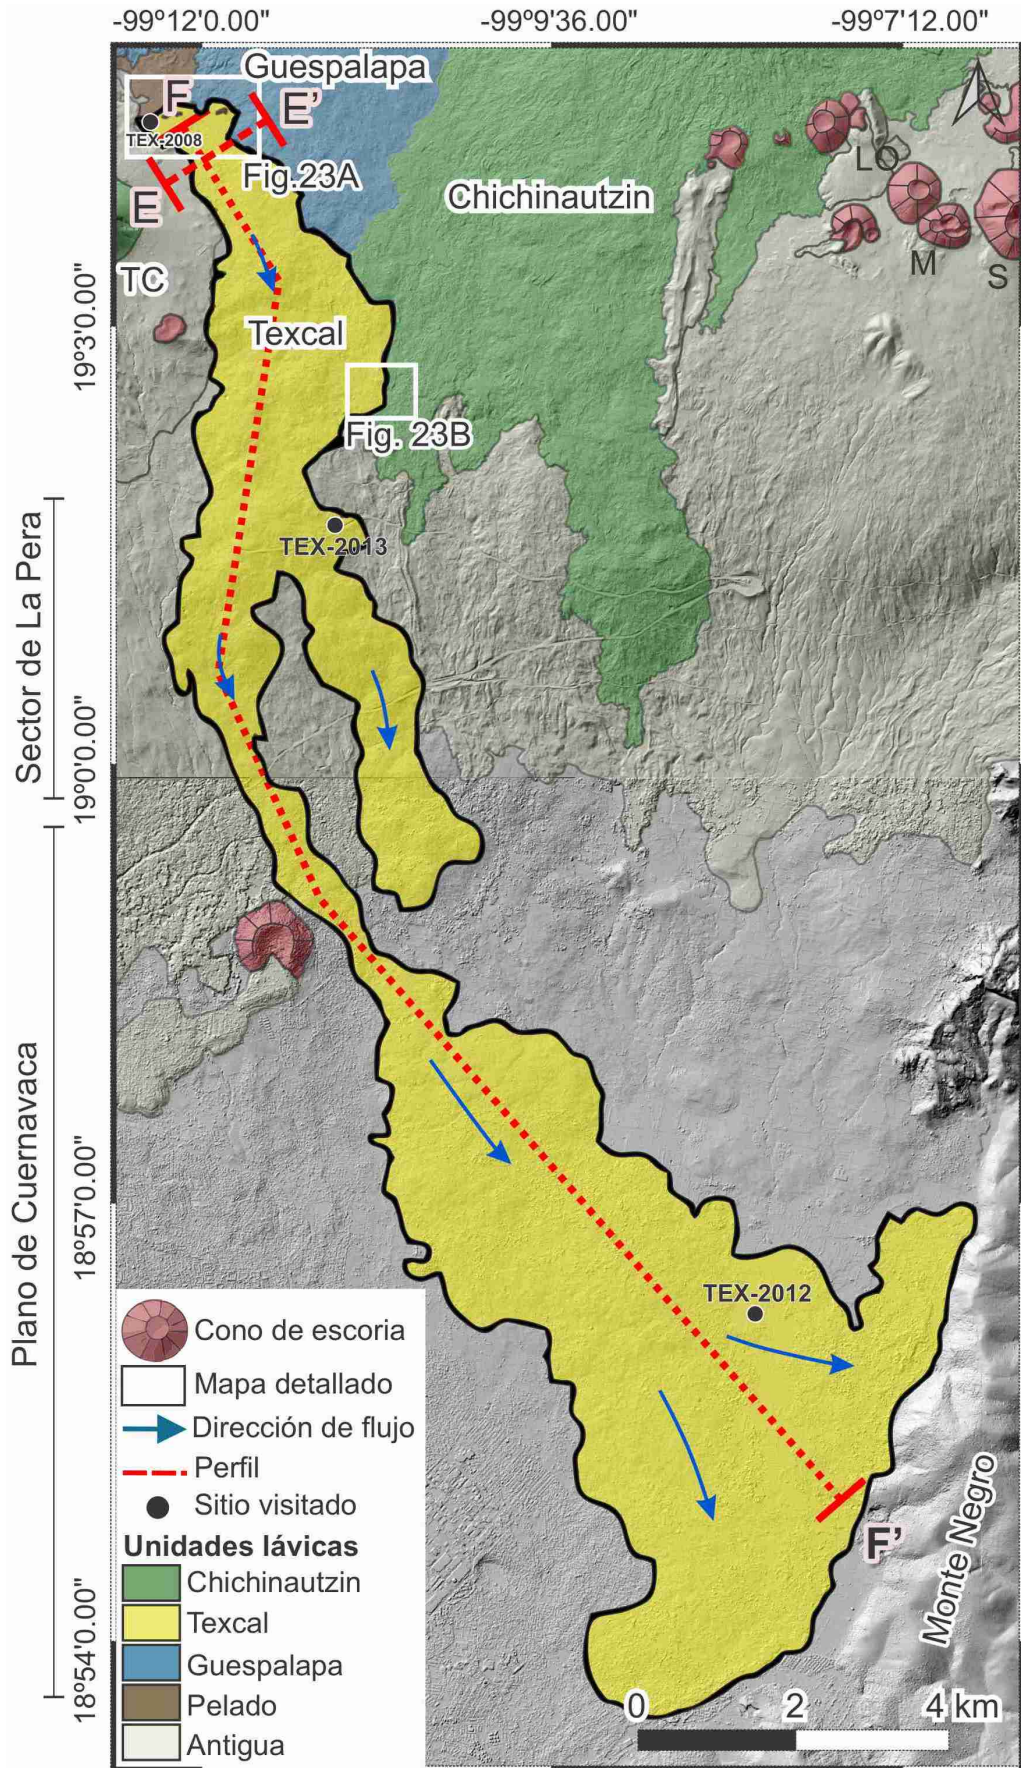 -99º12'0.00"
-99º9'36.00"
-99º7'12.00"
Guespalapa
F
E'
TEX-2008
Fig.23A
E
Chichinautzin
LO
M
S
TC
19º3'0.00"
Texcal
Fig. 23B
TEX-2013
Sector de La Pera
19º0'0.00"
Plano de Cuernavaca
18º57'0.00"
TEX-2012
F'
Monte Negro
18º54'0.00"
Cono de escoria
Mapa detallado
Dirección de flujo
Perfil
Sitio visitado
Unidades lávicas
Chichinautzin
Texcal
Guespalapa
Pelado
Antigua
0 2 4 km